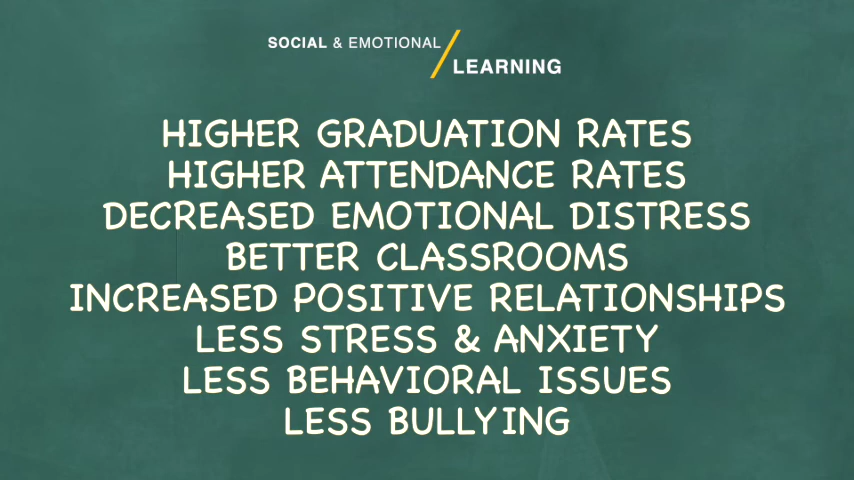 SOCIAL & EMOTIONAL
LEARNING
HIGHER GRADUATION RATES
HIGHER ATTENDANCE RATES
DECREASED EMOTIONAL DISTRESS
BETTER CLASSROOMS
INCREASED POSITIVE RELATIONSHIPS
LESS STRESS & ANXIETY
LESS BEHAVIORAL ISSUES
LESS BULLYING